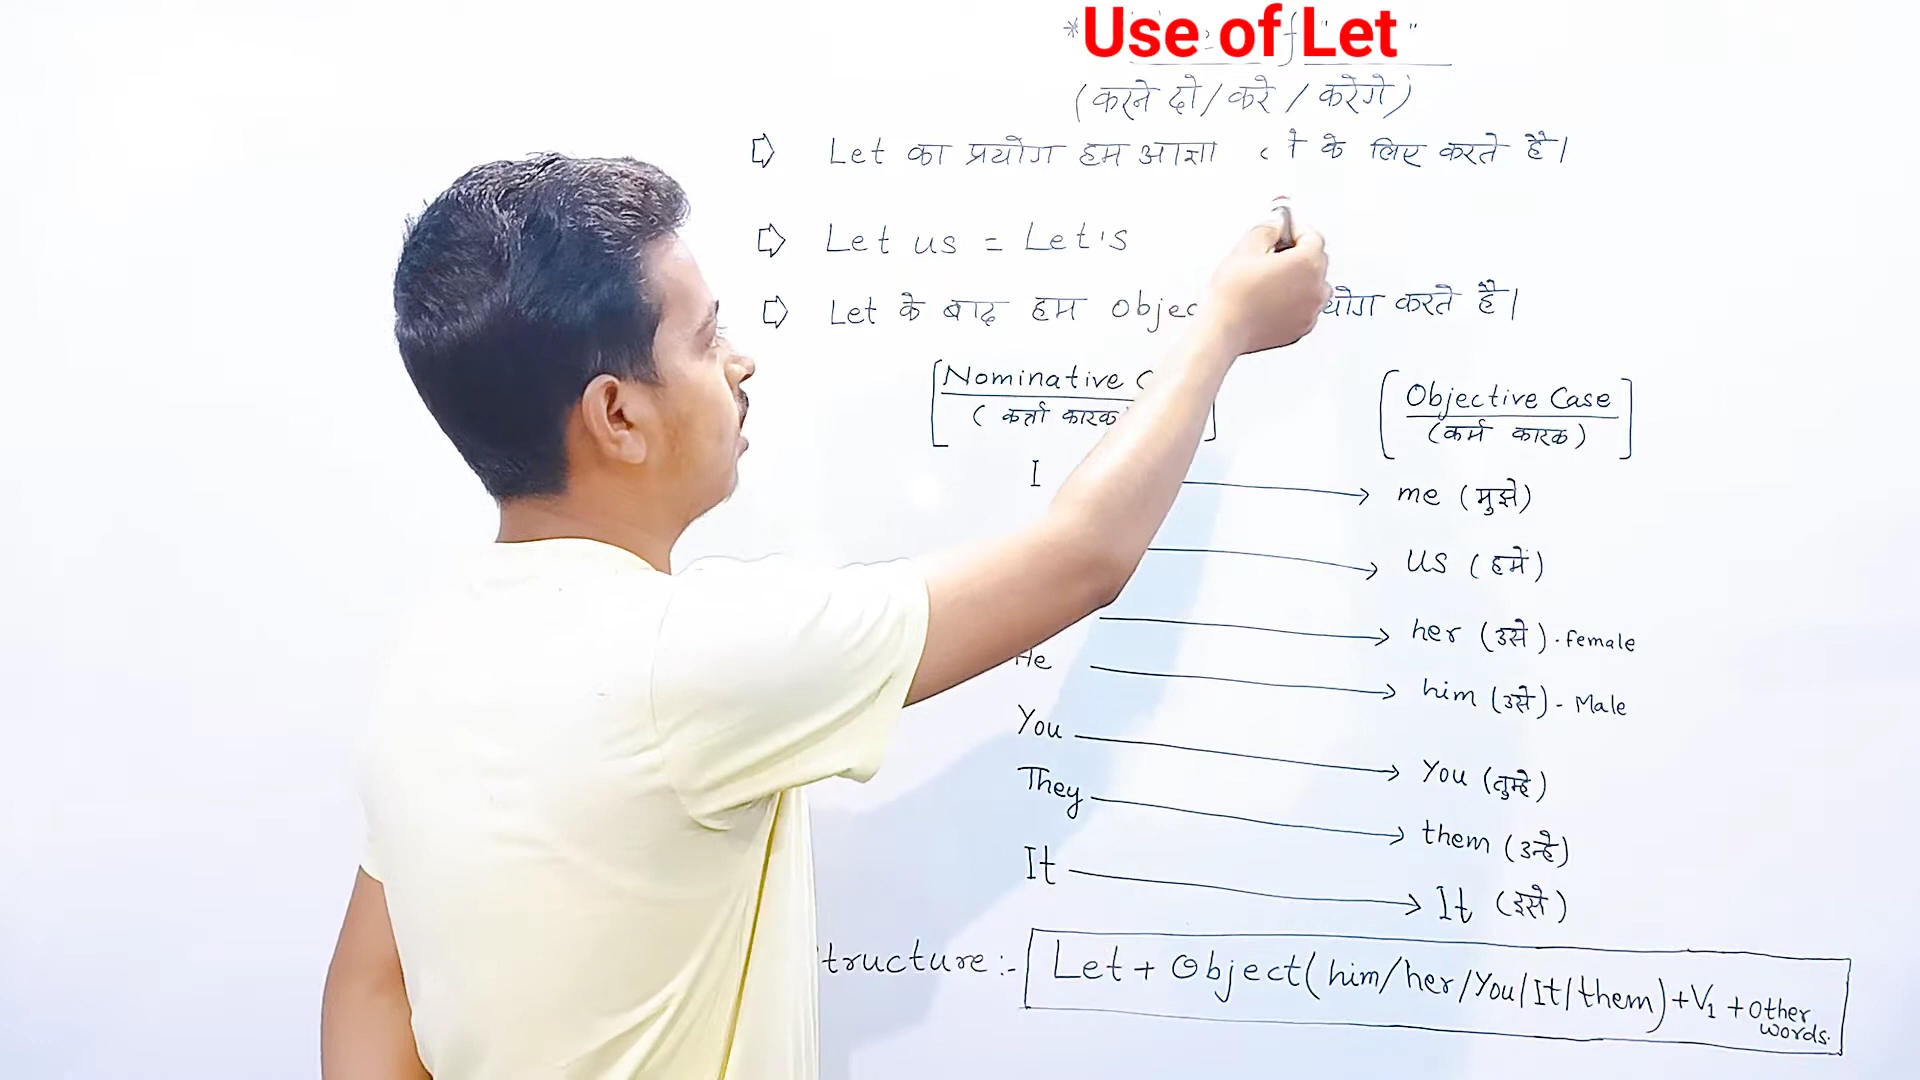 Use of Let
(करने दो/करे/करेंगे)
Let का प्रयोग हम आज्ञा के लिए करते है।
Let us = Let's
Let के बाद हम करते है।
Nominative
(कर्त्ता कारक)
Objective Case
(कर्म कारक)
I → me (मुझे)
→ us (हमें)
→ her (उसे) - female
He → him (उसे) - Male
You → You (तुम्हे)
They → them (उन्हे)
It → It (इसे)
Let + Object(him/her/You/It/them)+V₁ + Other words.